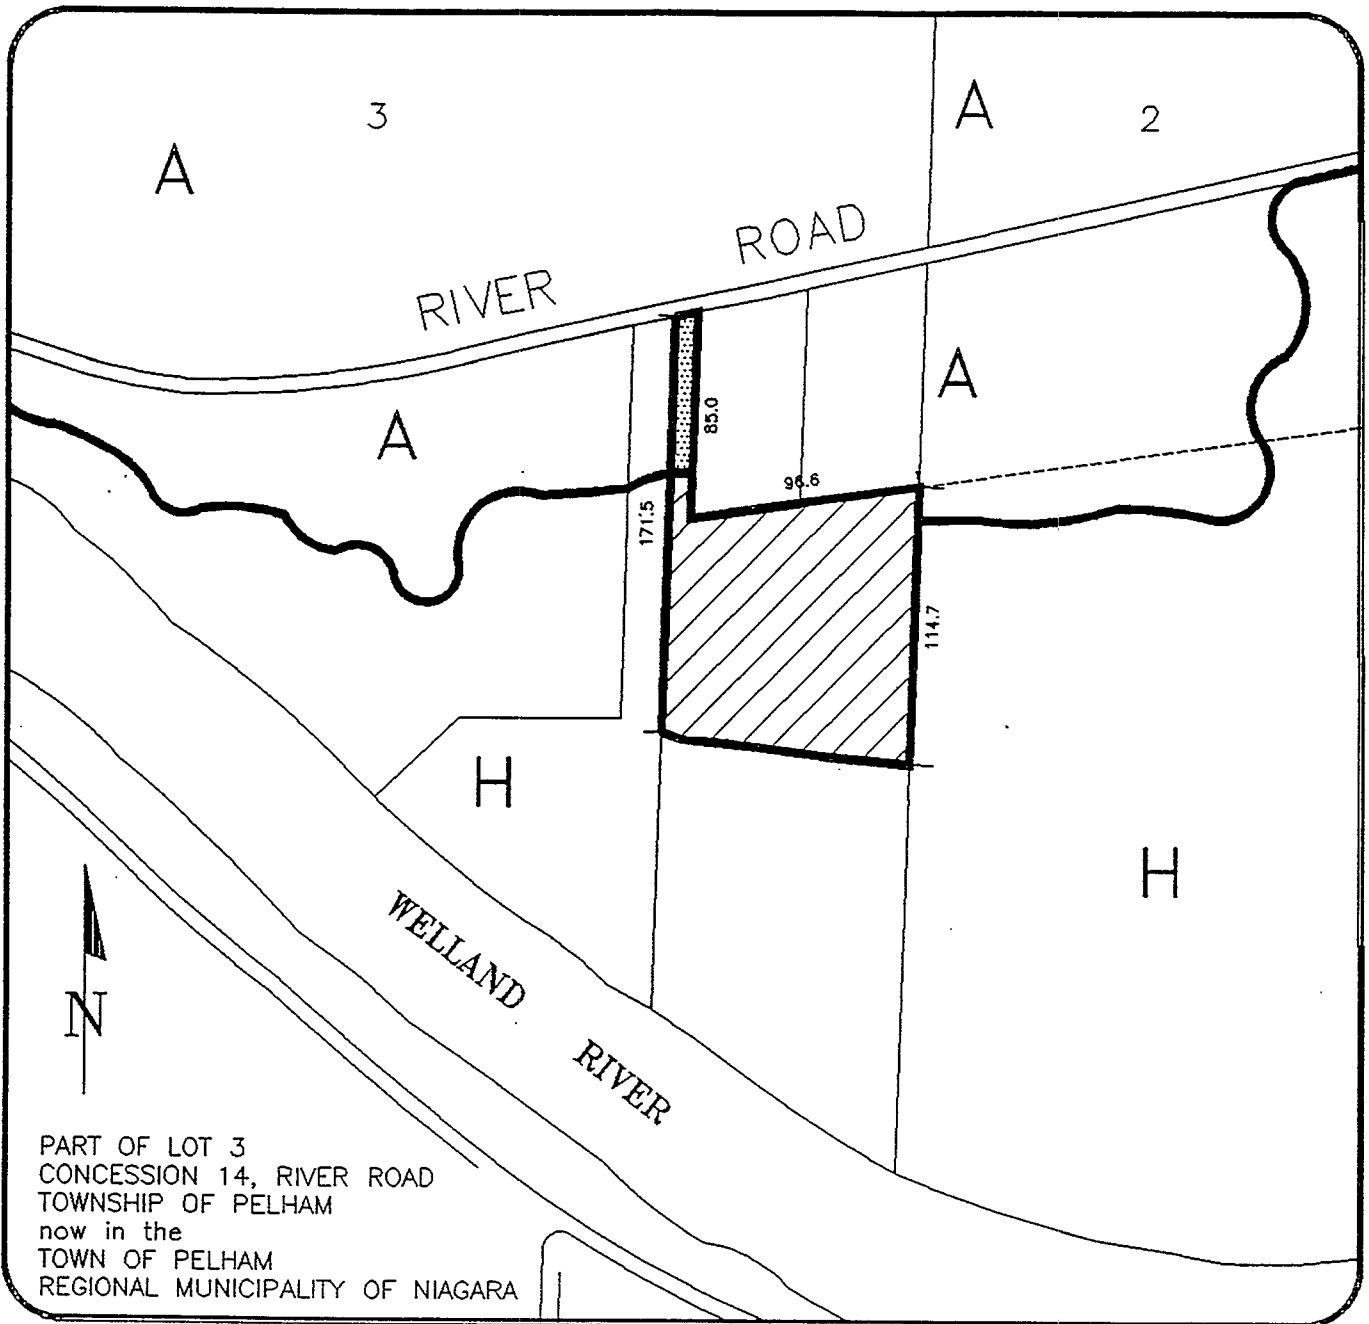 3
A
A
2
RIVER ROAD
A
A
85.0
96.6
171.5
114.7
H
H
WELLAND RIVER
N
PART OF LOT 3
CONCESSION 14, RIVER ROAD
TOWNSHIP OF PELHAM
now in the
TOWN OF PELHAM
REGIONAL MUNICIPALITY OF NIAGARA